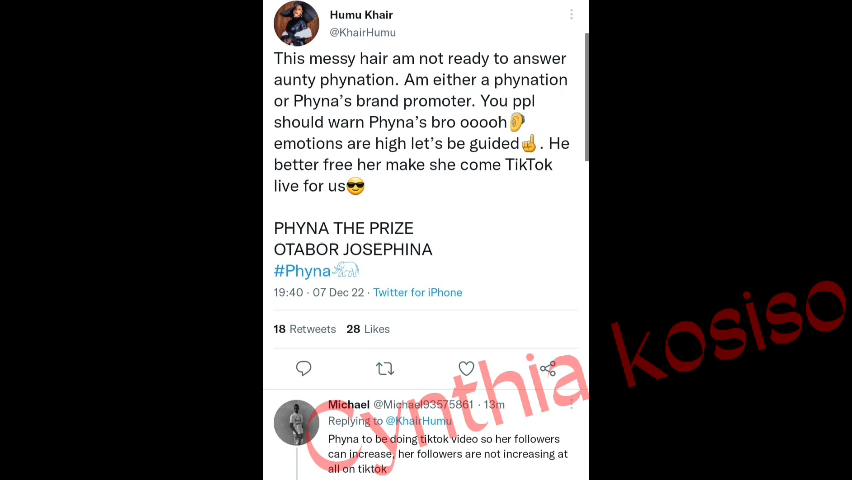 Humu Khair
@KhairHumu
This messy hair am not ready to answer
aunty phynation. Am either a phynation
or Phyna's brand promoter. You ppl
should warn Phyna's bro ooooh👂
emotions are high let's be guided☝️. He
better free her make she come TikTok
live for us😎
PHYNA THE PRIZE
OTABOR JOSEPHINA
#Phyna
19:40 · 07 Dec 22 · Twitter for iPhone
18 Retweets 28 Likes
Cynthia kosiso
Michael @Michael93575861 · 13m
Replying to @KhairHumu
Phyna to be doing tiktok video so her followers
can increase, her followers are not increasing at
all on tiktok